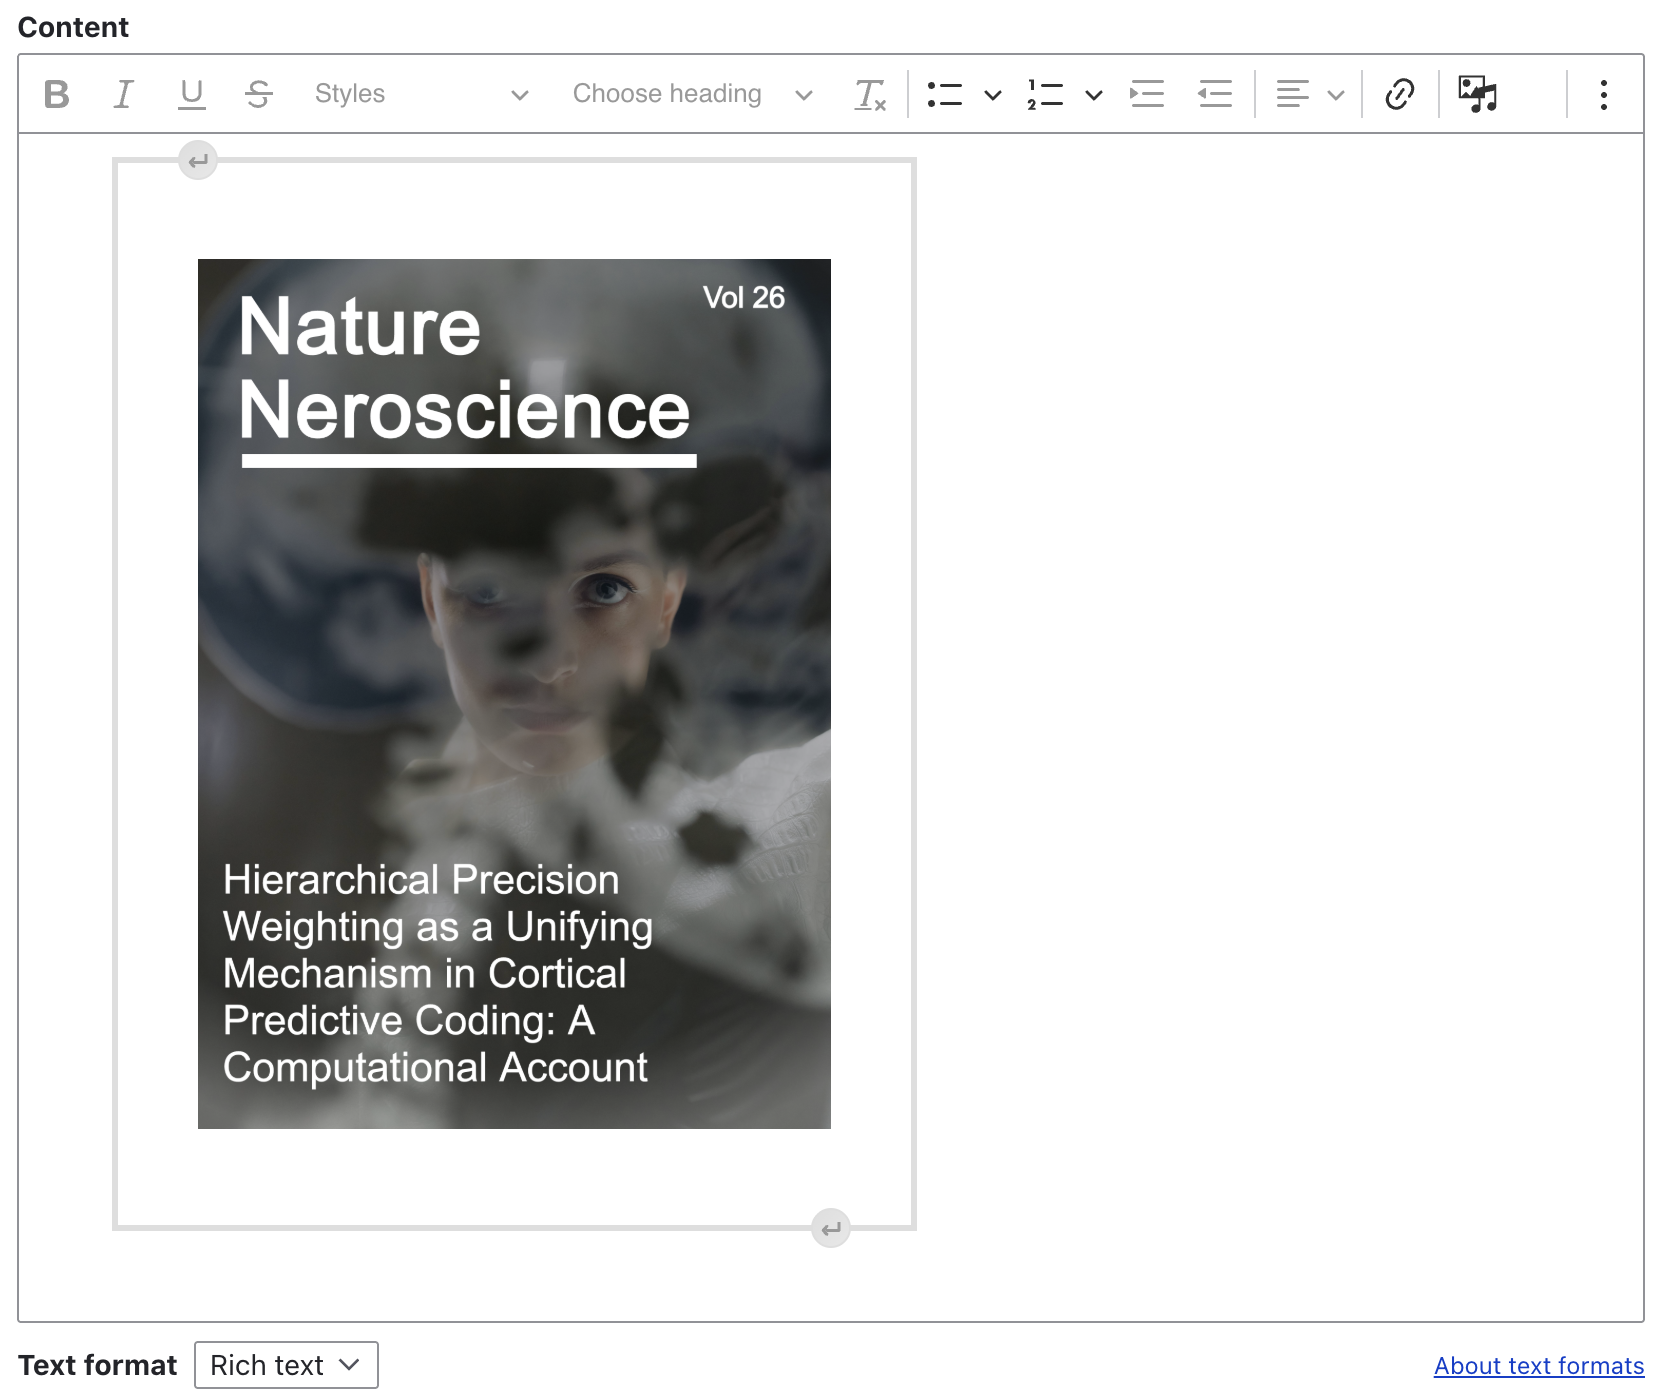 Content
B I U S Styles Choose heading Tx
Nature
Vol 26
Neroscience
Hierarchical Precision
Weighting as a Unifying
Mechanism in Cortical
Predictive Coding: A
Computational Account
Text format Rich text
About text formats